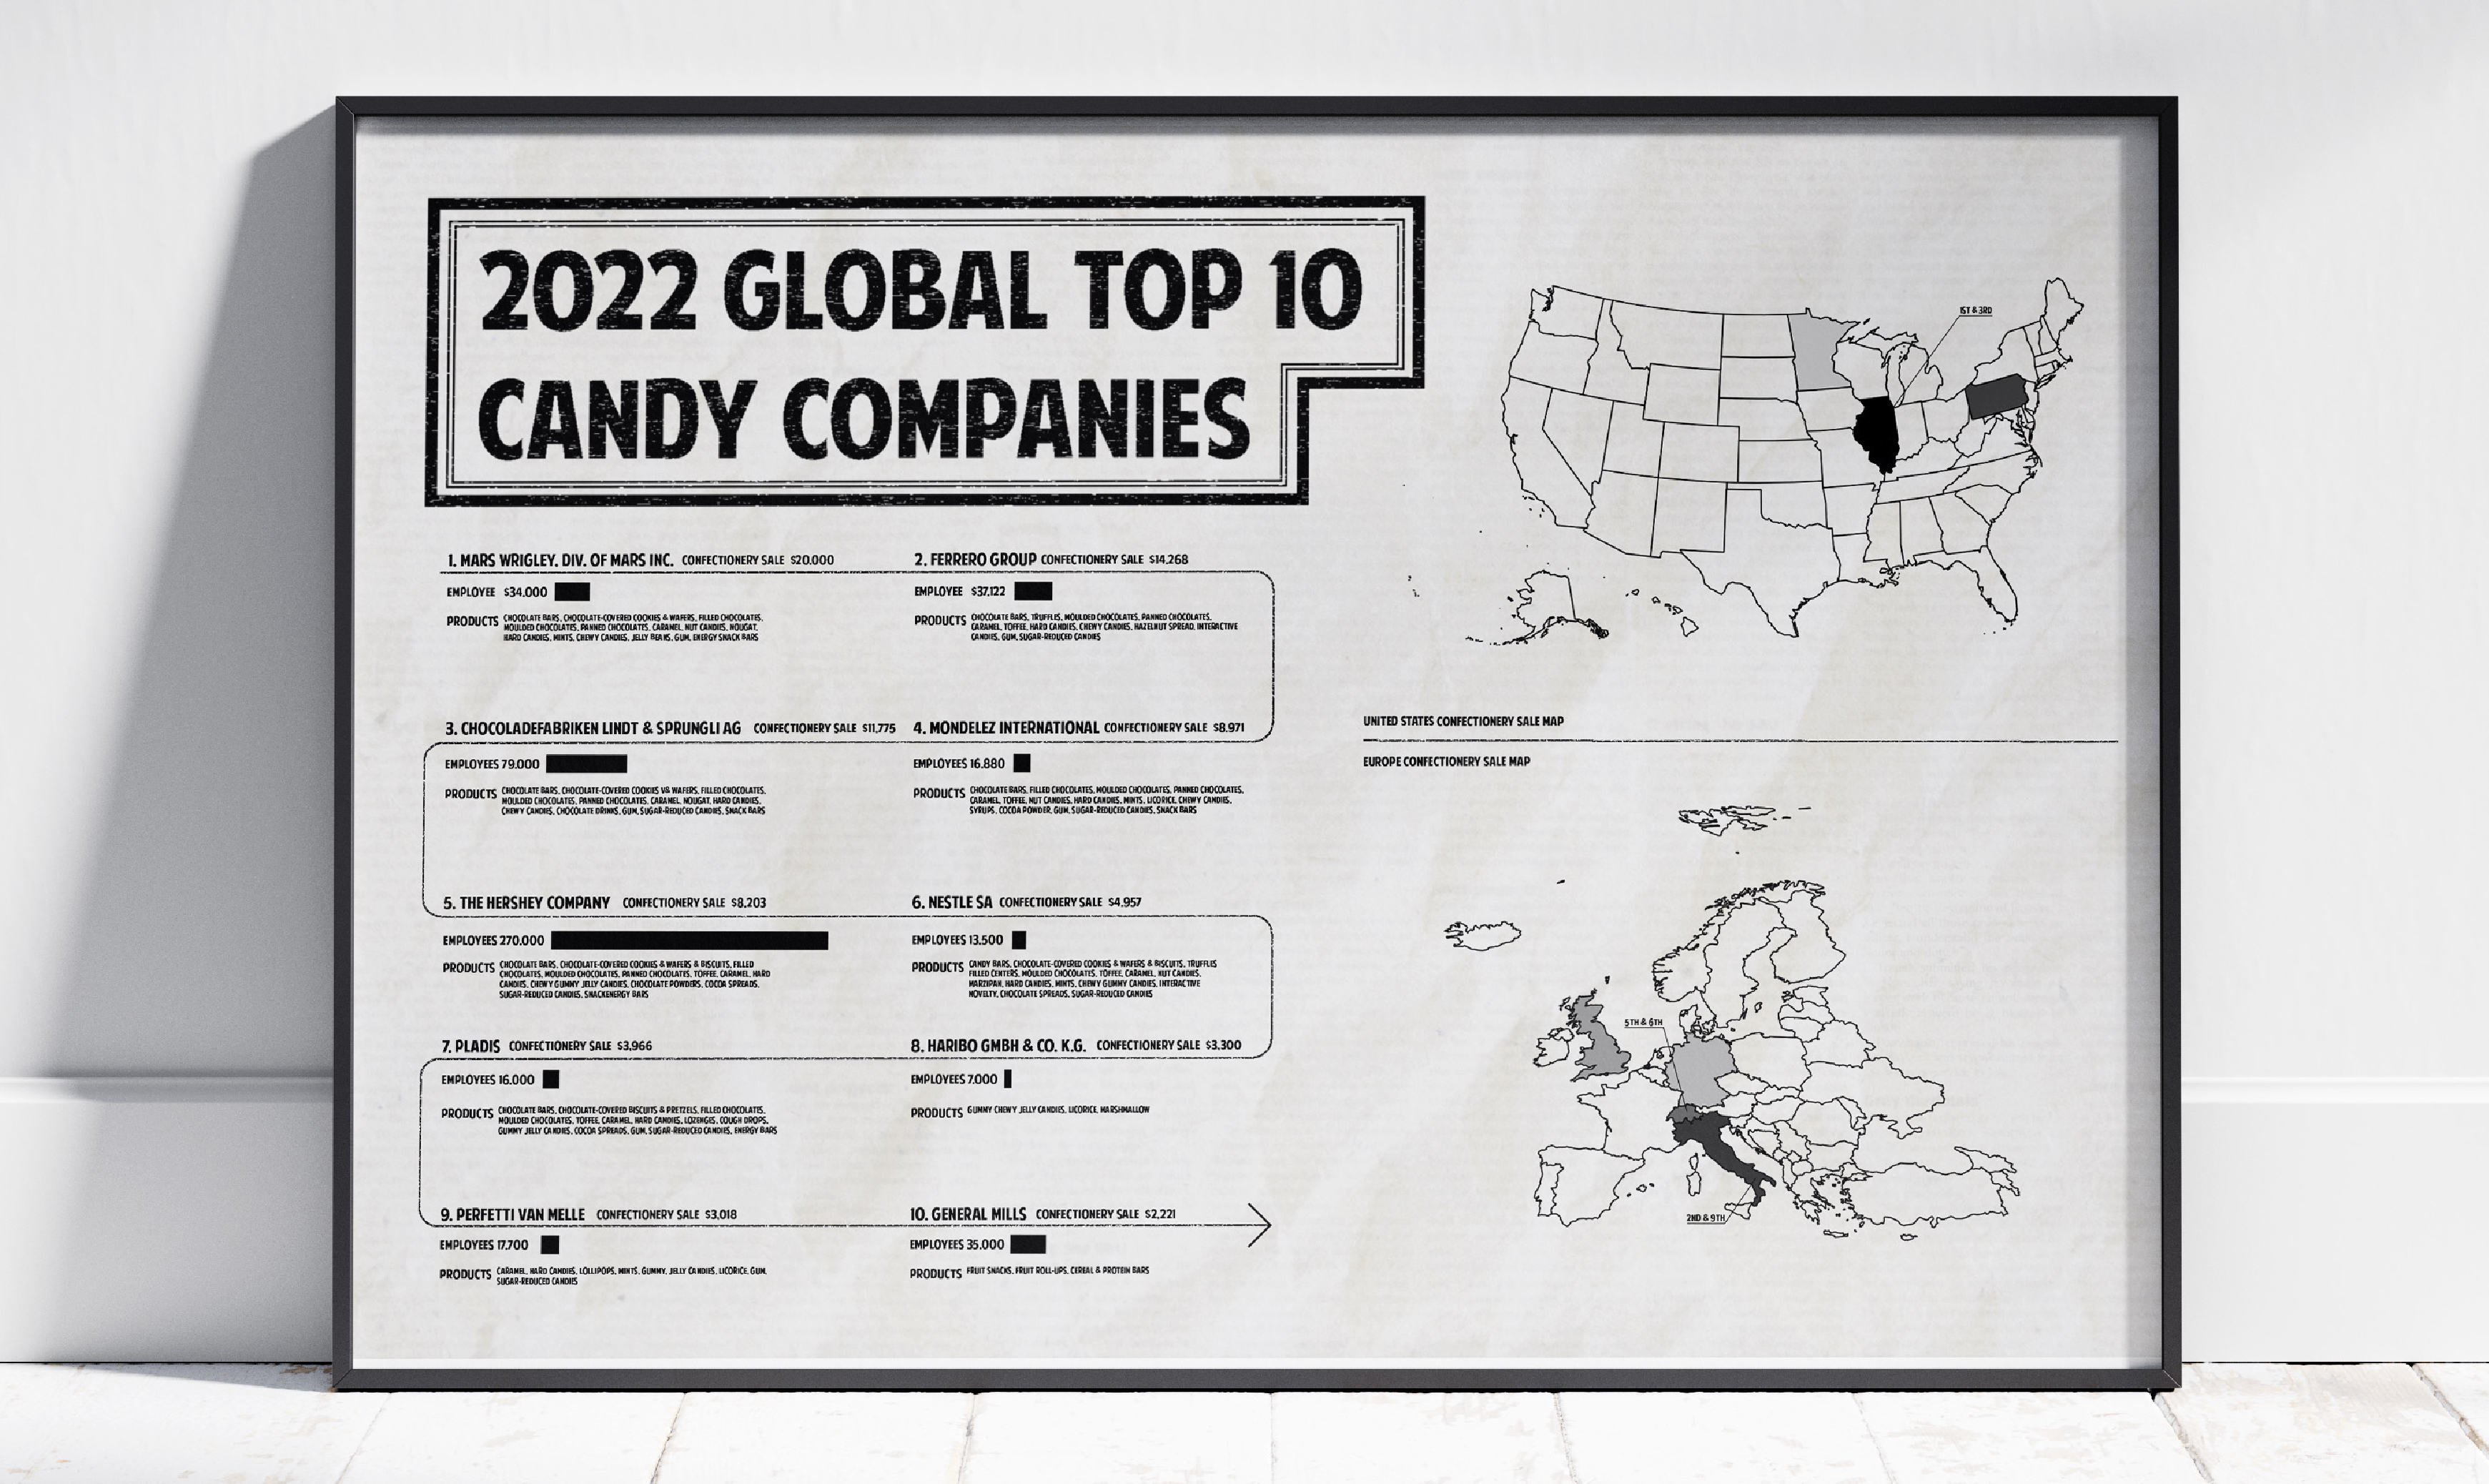 2022 GLOBAL TOP 10
CANDY COMPANIES
1. MARS WRIGLEY, DIV. OF MARS INC. CONFECTIONERY SALE $20.000
EMPLOYEE $34.000
PRODUCTS CHOCOLATE BARS, CHOCOLATE-COVERED COOKIES & WAFERS, FILLED CHOCOLATES,
MOULDED CHOCOLATES, PANNED CHOCOLATES, CARAMEL, NUT CANDIES, NOUGAT,
HARD CANDIES, MINTS, CHEWY CANDIES, JELLY BEANS, GUM, ENERGY SNACK BARS
2. FERRERO GROUP CONFECTIONERY SALE $14.268
EMPLOYEE $37,122
PRODUCTS CHOCOLATE BARS, TRUFFLES, MOULDED CHOCOLATES, PANNED CHOCOLATES,
CARAMEL, TOFFEE, HARD CANDIES, CHEWY CANDIES, HAZELNUT SPREAD, INTERACTIVE
CANDIES, GUM, SUGAR-REDUCED CANDIES
3. CHOCOLADEFABRIKEN LINDT & SPRUNGLI AG CONFECTIONERY SALE $11,775
EMPLOYEES 79.000
PRODUCTS CHOCOLATE BARS, CHOCOLATE-COVERED COOKIES V& WAFERS, FILLED CHOCOLATES,
MOULDED CHOCOLATES, PANNED CHOCOLATES, CARAMEL, NOUGAT, HARD CANDIES,
CHEWY CANDIES, CHOCOLATE DRINKS, GUM, SUGAR-REDUCED CANDIES, SNACK BARS
4. MONDELEZ INTERNATIONAL CONFECTIONERY SALE $8.971
EMPLOYEES 16.880
PRODUCTS CHOCOLATE BARS, FILLED CHOCOLATES, MOULDED CHOCOLATES, PANNED CHOCOLATES,
CARAMEL, TOFFEE, NUT CANDIES, HARD CANDIES, MINTS, LICORICE, CHEWY CANDIES,
SYRUPS, COCOA POWDER, GUM, SUGAR-REDUCED CANDIES, SNACK BARS
5. THE HERSHEY COMPANY CONFECTIONERY SALE $8.203
EMPLOYEES 270.000
PRODUCTS CHOCOLATE BARS, CHOCOLATE-COVERED COOKIES & WAFERS & BISCUITS, FILLED
CHOCOLATES, MOULDED CHOCOLATES, PANNED CHOCOLATES, TOFFEE, CARAMEL, HARD
CANDIES, CHEWY GUMMY JELLY CANDIES, CHOCOLATE POWDERS, COCOA SPREADS,
SUGAR-REDUCED CANDIES, SNACKENERGY BARS
6. NESTLE SA CONFECTIONERY SALE $4.957
EMPLOYEES 13.500
PRODUCTS CANDY BARS, CHOCOLATE-COVERED COOKIES & WAFERS & BISCUITS, TRUFFLES
FILLED CENTERS, MOULDED CHOCOLATES, TOFFEE, CARAMEL, NUT CANDIES,
MARZIPAN, HARD CANDIES, MINTS, CHEWY GUMMY CANDIES, INTERACTIVE
NOVELTY, CHOCOLATE SPREADS, SUGAR-REDUCED CANDIES
7. PLADIS CONFECTIONERY SALE $3,966
EMPLOYEES 16.000
PRODUCTS CHOCOLATE BARS, CHOCOLATE-COVERED BISCUITS & PRETZELS, FILLED CHOCOLATES,
MOULDED CHOCOLATES, TOFFEE, CARAMEL, HARD CANDIES, LOZENGES, COUGH DROPS,
GUMMY JELLY CANDIES, COCOA SPREADS, GUM, SUGAR-REDUCED CANDIES, ENERGY BARS
8. HARIBO GMBH & CO. K.G. CONFECTIONERY SALE $3.300
EMPLOYEES 7.000
PRODUCTS GUMMY CHEWY JELLY CANDIES, LICORICE, MARSHMALLOW
9. PERFETTI VAN MELLE CONFECTIONERY SALE $3,018
EMPLOYEES 17.700
PRODUCTS CARAMEL, HARD CANDIES, LOLLIPOPS, MINTS, GUMMY, JELLY CANDIES, LICORICE, GUM,
SUGAR-REDUCED CANDIES
10. GENERAL MILLS CONFECTIONERY SALE $2,221
EMPLOYEES 35.000
PRODUCTS FRUIT SNACKS, FRUIT ROLL-UPS, CEREAL & PROTEIN BARS
1ST & 3RD
UNITED STATES CONFECTIONERY SALE MAP
EUROPE CONFECTIONERY SALE MAP
5TH & 6TH
2ND & 9TH